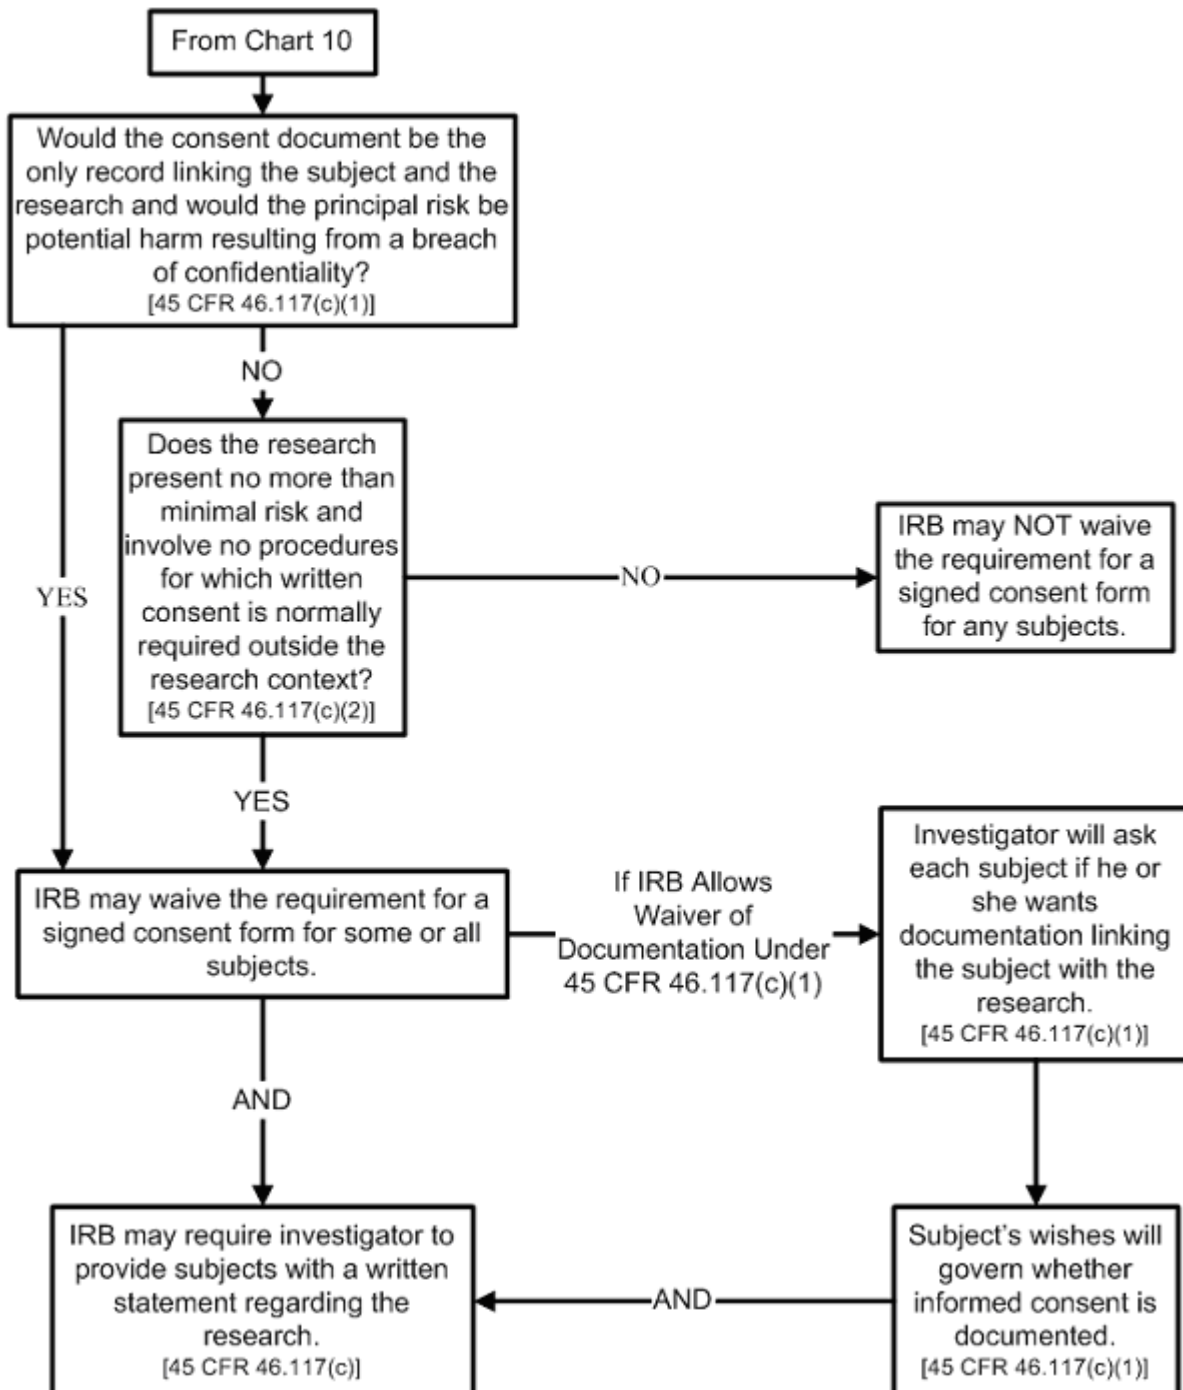 From Chart 10
Would the consent document be the
only record linking the subject and the
research and would the principal risk be
potential harm resulting from a breach
of confidentiality?
[45 CFR 46.117(c)(1)]
YES
NO
Does the research
present no more than
minimal risk and
involve no procedures
for which written
consent is normally
required outside the
research context?
[45 CFR 46.117(c)(2)]
NO
IRB may NOT waive
the requirement for a
signed consent form
for any subjects.
YES
IRB may waive the requirement for a
signed consent form for some or all
subjects.
If IRB Allows
Waiver of
Documentation Under
45 CFR 46.117(c)(1)
Investigator will ask
each subject if he or
she wants
documentation linking
the subject with the
research.
[45 CFR 46.117(c)(1)]
AND
IRB may require investigator to
provide subjects with a written
statement regarding the
research.
[45 CFR 46.117(c)]
AND
Subject's wishes will
govern whether
informed consent is
documented.
[45 CFR 46.117(c)(1)]